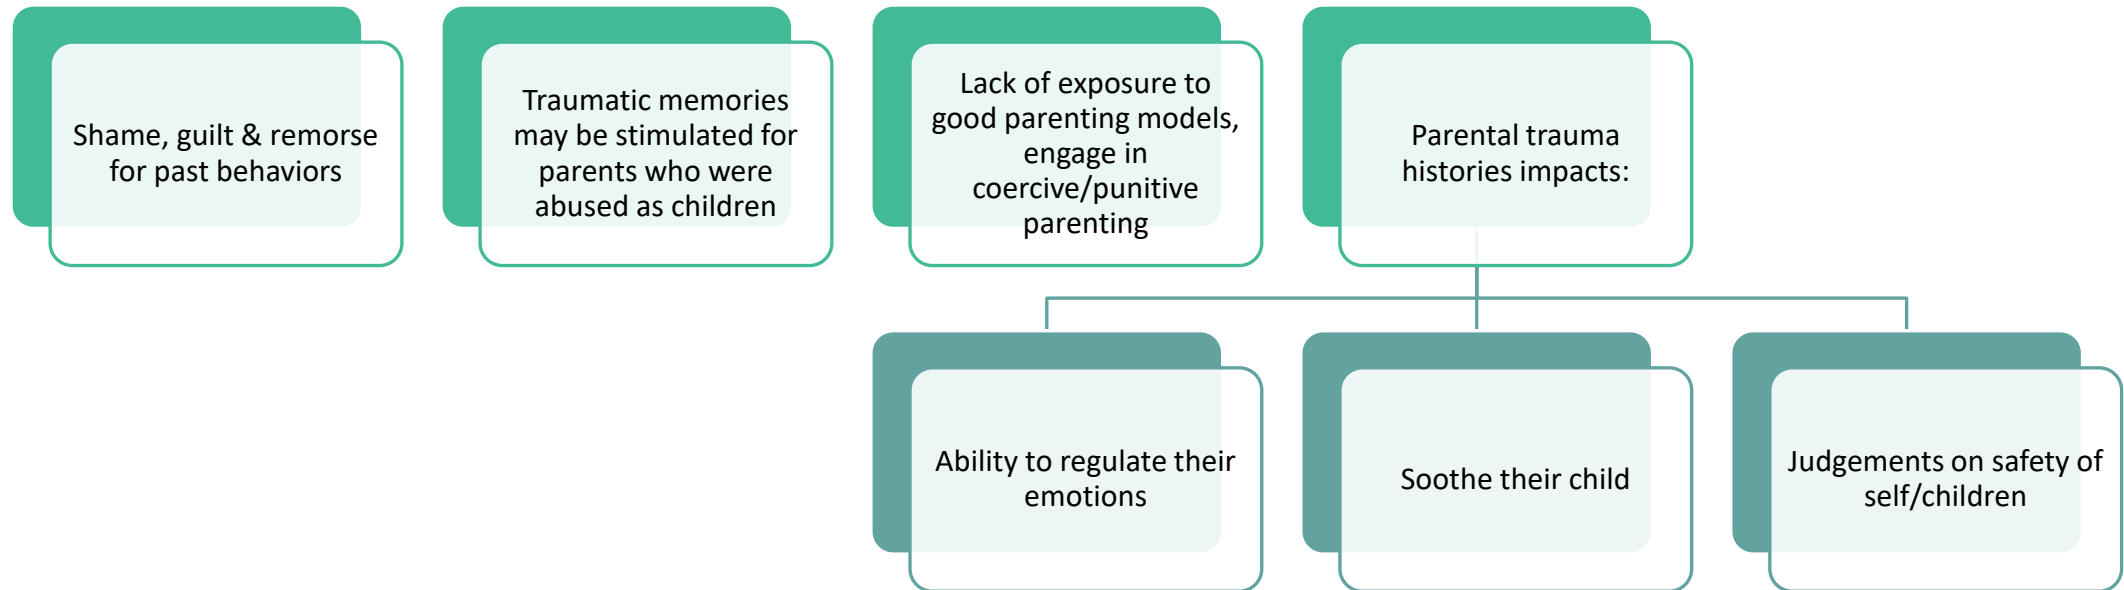 Shame, guilt & remorse
for past behaviors
Traumatic memories
may be stimulated for
parents who were
abused as children
Lack of exposure to
good parenting models,
engage in
coercive/punitive
parenting
Parental trauma
histories impacts:
Ability to regulate their
emotions
Soothe their child
Judgements on safety of
self/children